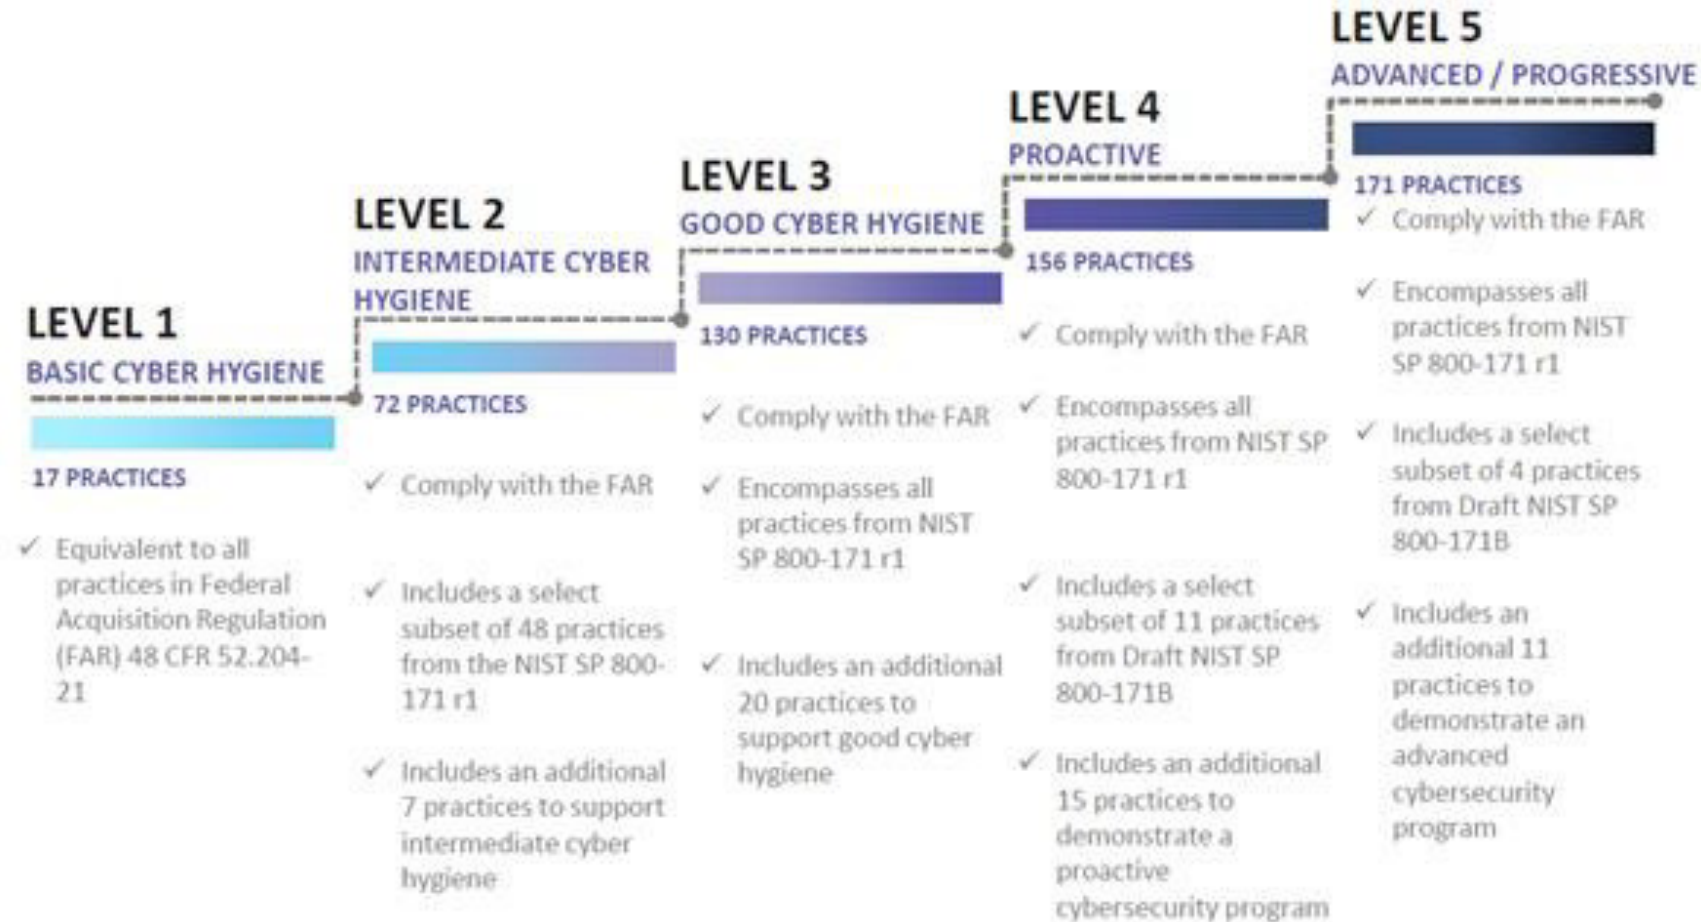 LEVEL 1
BASIC CYBER HYGIENE
17 PRACTICES
✓ Equivalent to all
practices in Federal
Acquisition Regulation
(FAR) 48 CFR 52.204-
21
LEVEL 2
INTERMEDIATE CYBER
HYGIENE
72 PRACTICES
✓ Comply with the FAR
✓ Includes a select
subset of 48 practices
from the NIST SP 800-
171 r1
✓ Includes an additional
7 practices to support
intermediate cyber
hygiene
LEVEL 3
GOOD CYBER HYGIENE
130 PRACTICES
✓ Comply with the FAR
✓ Encompasses all
practices from NIST
SP 800-171 r1
✓ Includes an additional
20 practices to
support good cyber
hygiene
LEVEL 4
PROACTIVE
156 PRACTICES
✓ Comply with the FAR
✓ Encompasses all
practices from NIST SP
800-171 r1
✓ Includes a select
subset of 11 practices
from Draft NIST SP
800-171B
✓ Includes an additional
15 practices to
demonstrate a
proactive
cybersecurity program
LEVEL 5
ADVANCED / PROGRESSIVE
171 PRACTICES
✓ Comply with the FAR
✓ Encompasses all
practices from NIST
SP 800-171 r1
✓ Includes a select
subset of 4 practices
from Draft NIST SP
800-171B
✓ Includes an
additional 11
practices to
demonstrate an
advanced
cybersecurity
program